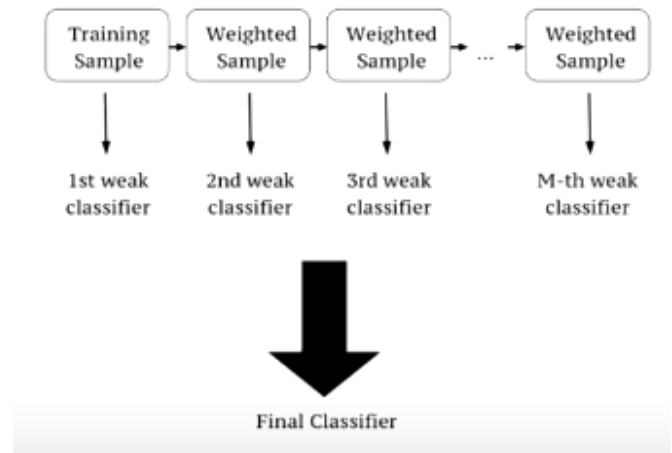 Training Sample
Weighted Sample
Weighted Sample
...
Weighted Sample
1st weak classifier
2nd weak classifier
3rd weak classifier
M-th weak classifier
Final Classifier